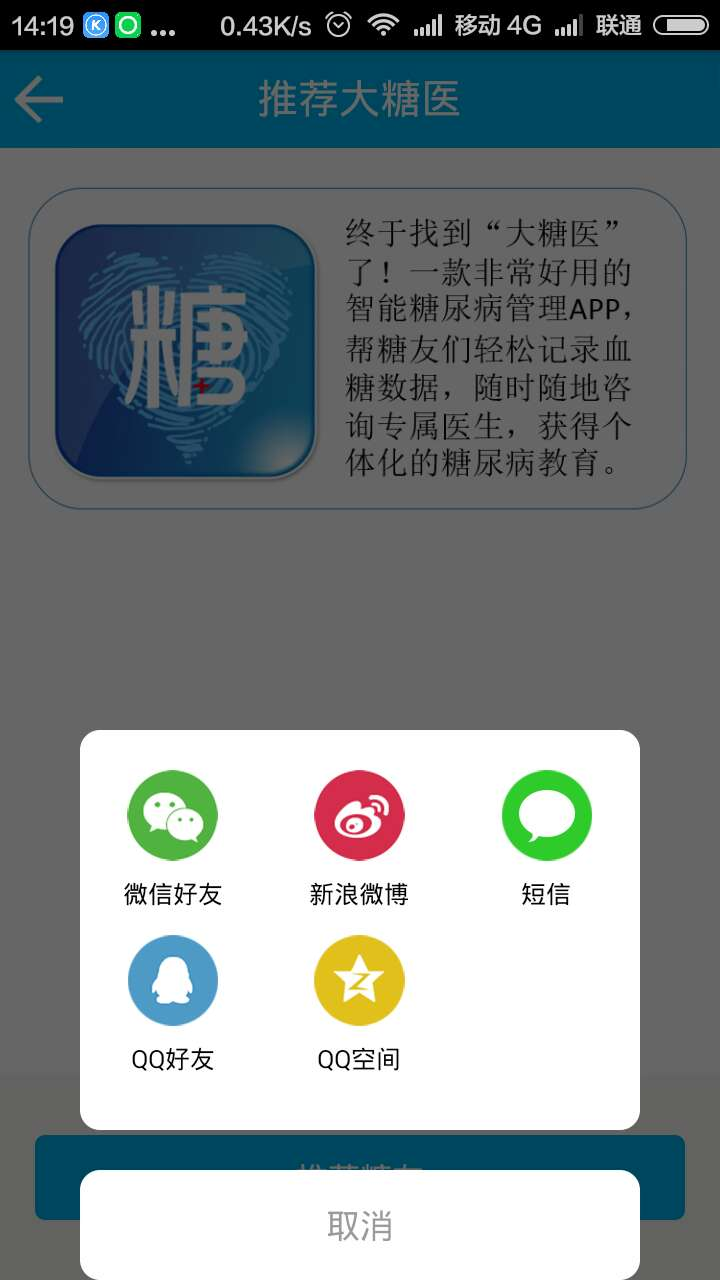 14:19 ... 0.43K/s 移动 4G 联通
推荐大糖医
糖
终于找到“大糖医”
了！一款非常好用的
智能糖尿病管理APP，
帮糖友们轻松记录血
糖数据，随时随地咨
询专属医生，获得个
体化的糖尿病教育。
微信好友 新浪微博 短信
QQ好友 QQ空间
取消